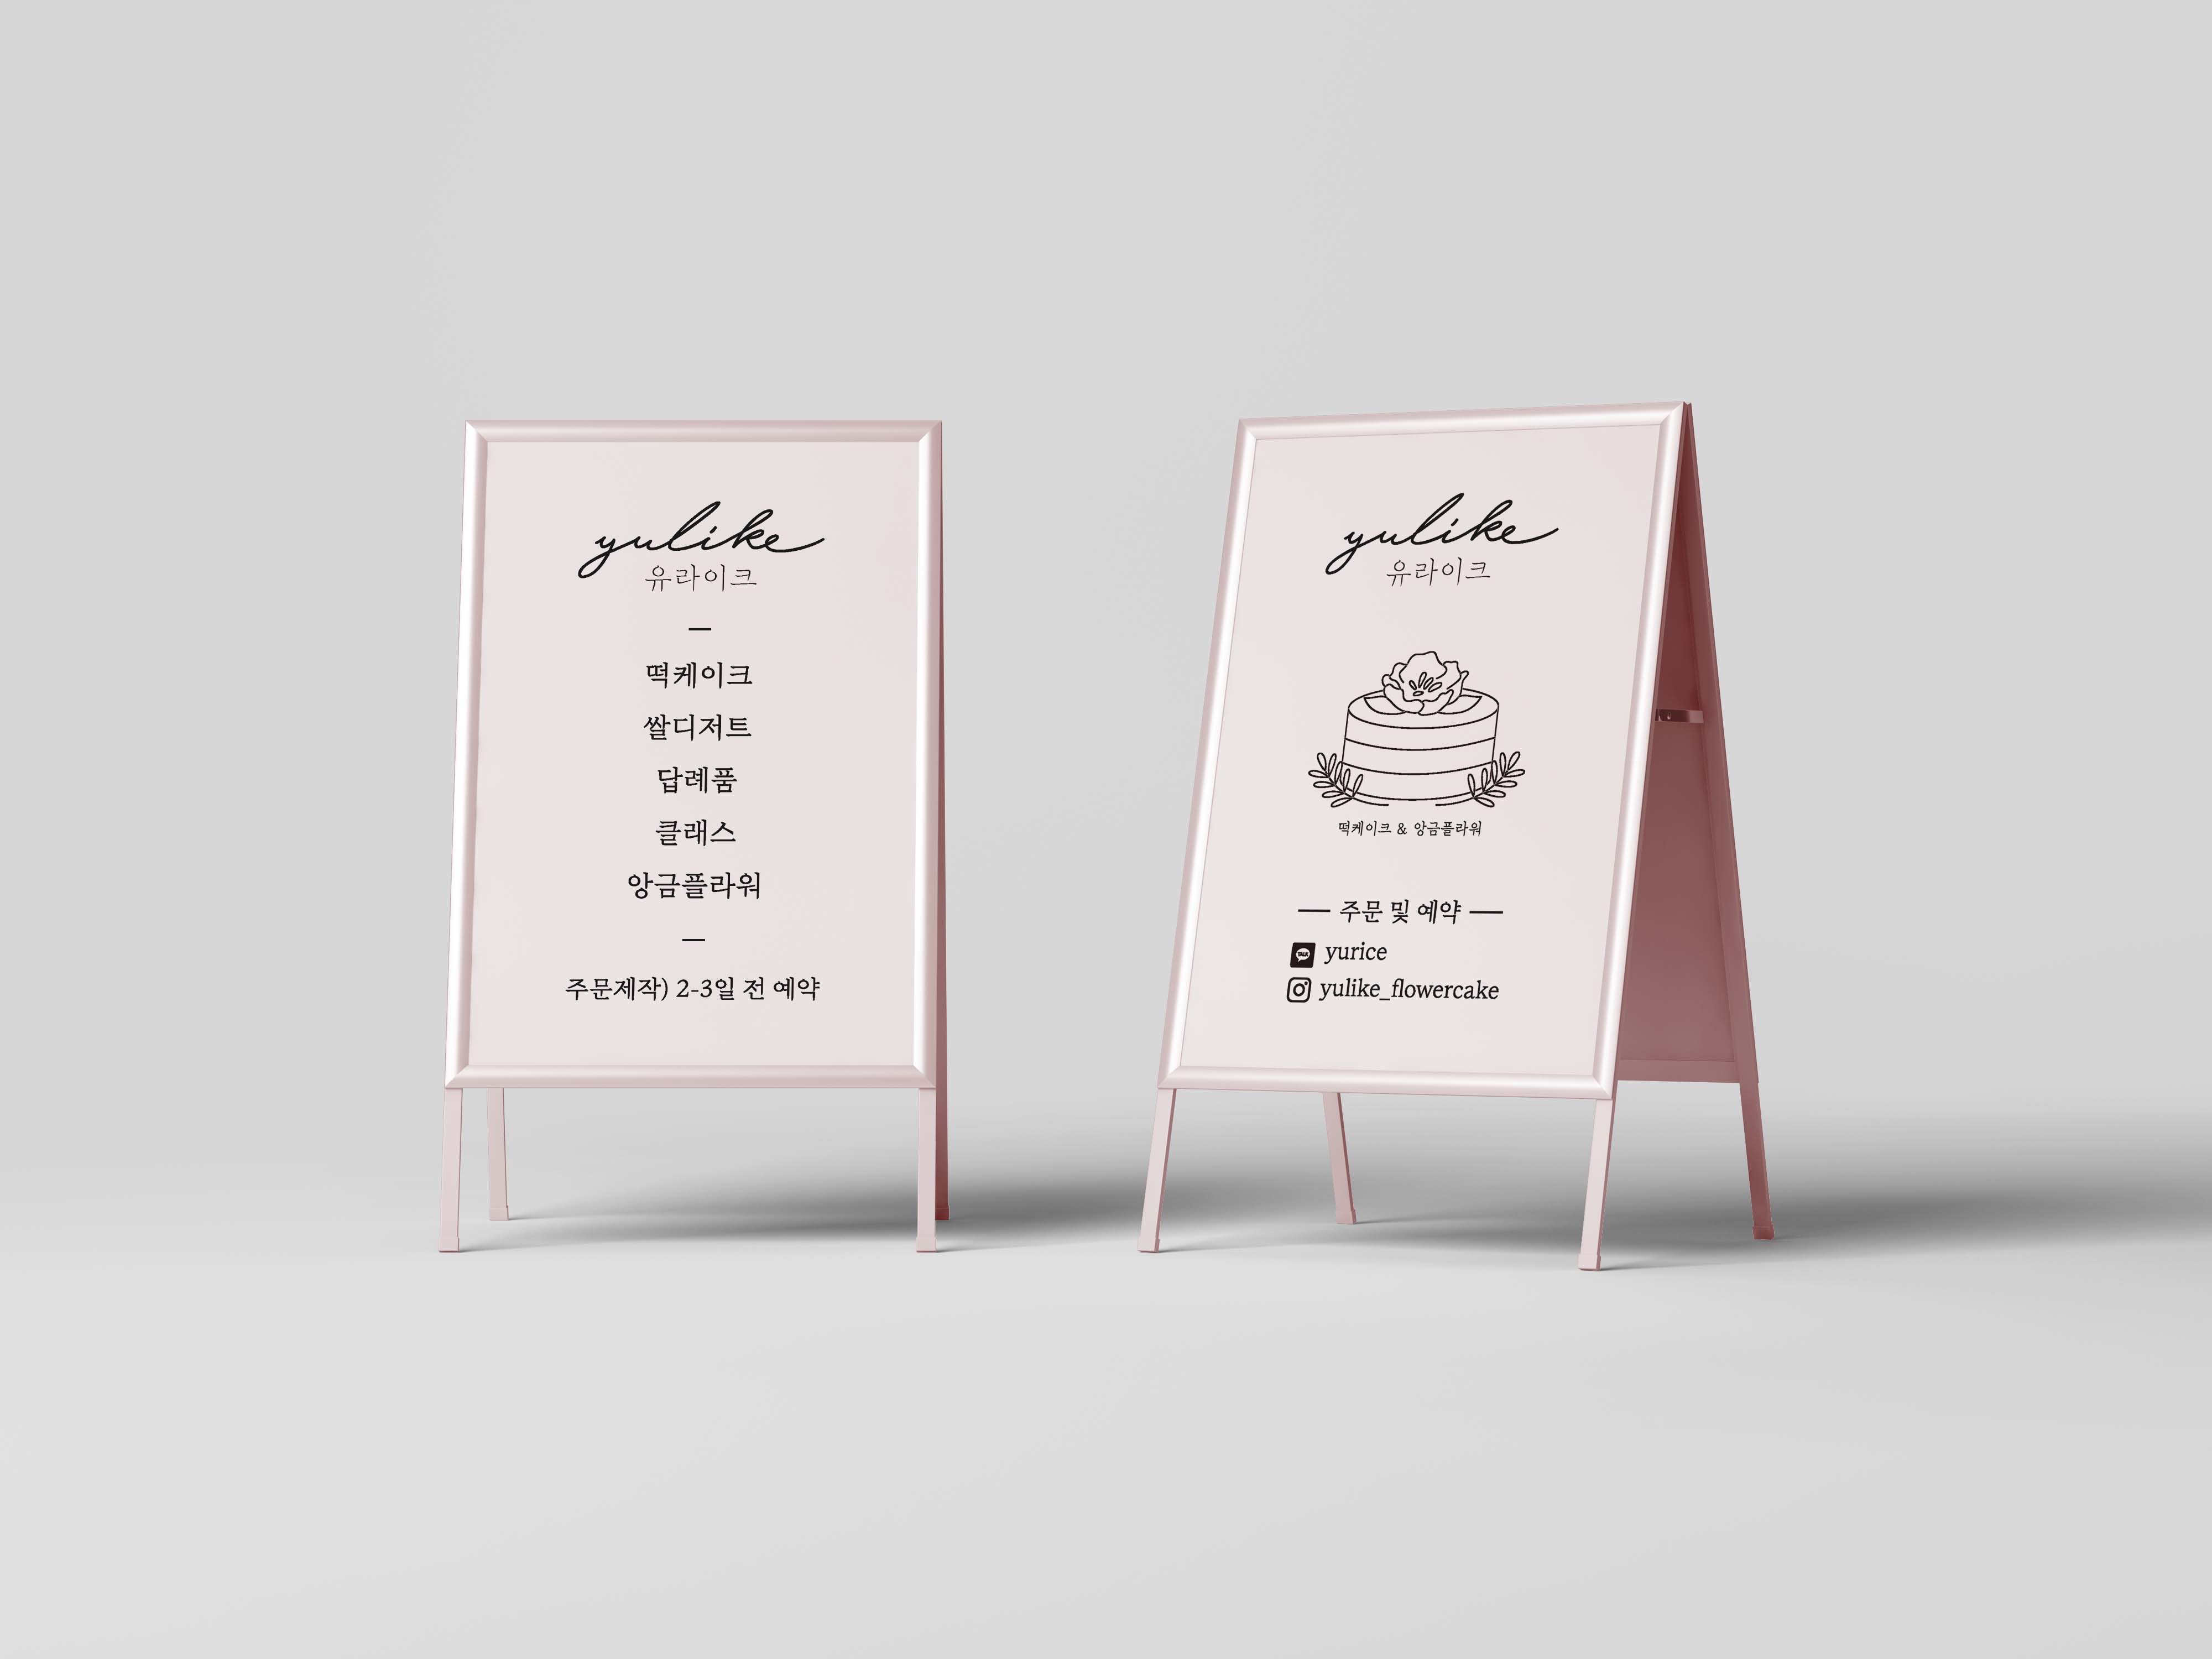 yulike
유라이크
떡케이크
쌀디저트
답례품
클래스
앙금플라워
주문제작) 2-3일 전 예약
yulike
유라이크
떡케이크 & 앙금플라워
주문 및 예약
TALK yurice
yulike_flowercake